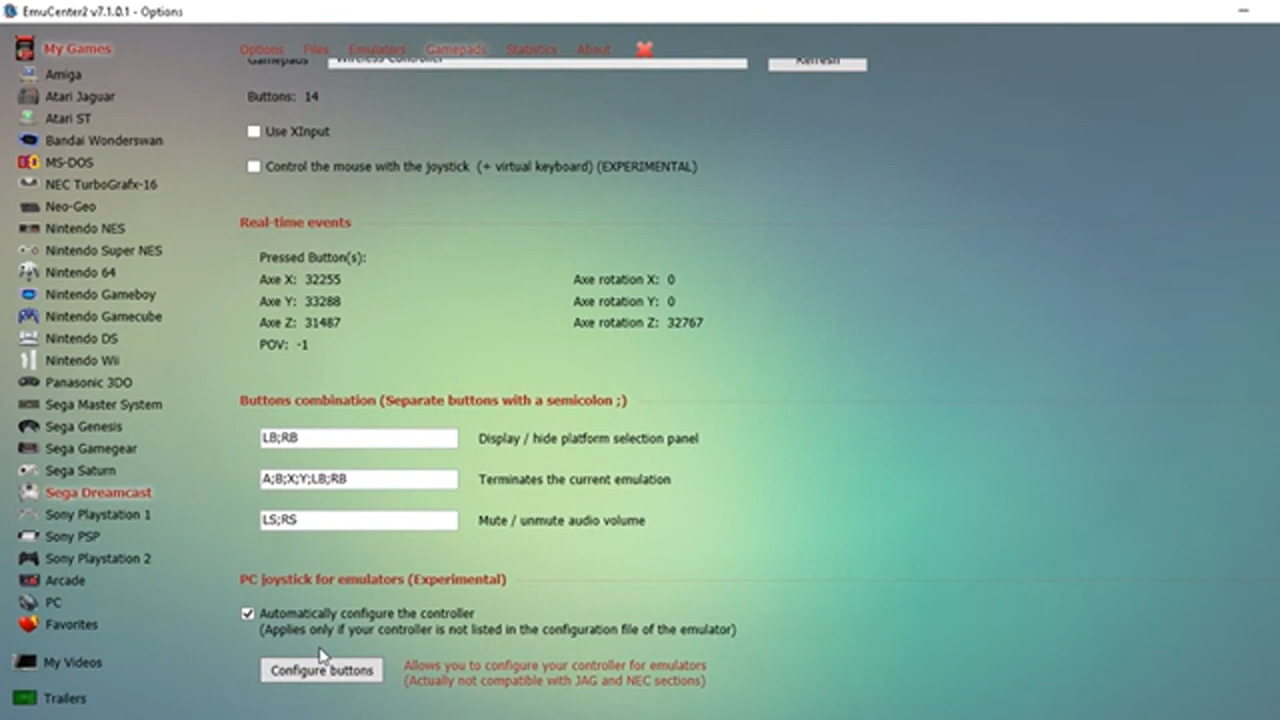 EmuCenter2 v7.1.0.1 - Options
My Games
Options Files Emulators Gamepads Statistics About
Amiga
Atari Jaguar
Atari ST
Bandai Wonderswan
MS-DOS
NEC TurboGrafx-16
Neo-Geo
Nintendo NES
Nintendo Super NES
Nintendo 64
Nintendo Gameboy
Nintendo Gamecube
Nintendo DS
Nintendo Wii
Panasonic 3DO
Sega Master System
Sega Genesis
Sega Gamegear
Sega Saturn
Sega Dreamcast
Sony Playstation 1
Sony PSP
Sony Playstation 2
Arcade
PC
Favorites
My Videos
Trailers
Gamepads Wireless Controller Refresh
Buttons: 14
Use XInput
Control the mouse with the joystick (+ virtual keyboard) (EXPERIMENTAL)
Real-time events
Pressed Button(s):
Axe X: 32255 Axe rotation X: 0
Axe Y: 33288 Axe rotation Y: 0
Axe Z: 31487 Axe rotation Z: 32767
POV: -1
Buttons combination (Separate buttons with a semicolon ;)
LB;RB Display / hide platform selection panel
A;B;X;Y;LB;RB Terminates the current emulation
LS;RS Mute / unmute audio volume
PC joystick for emulators (Experimental)
Automatically configure the controller
(Applies only if your controller is not listed in the configuration file of the emulator)
Configure buttons
Allows you to configure your controller for emulators
(Actually not compatible with JAG and NEC sections)